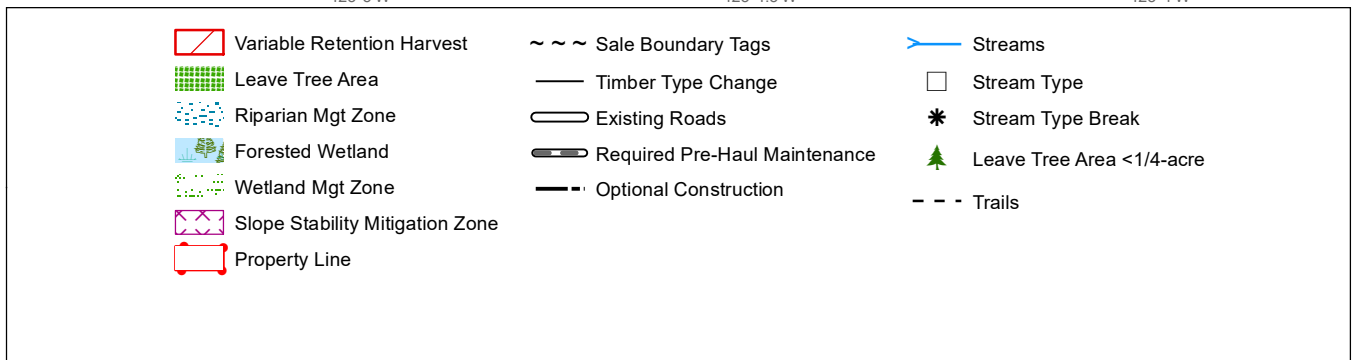 Variable Retention Harvest
Leave Tree Area
Riparian Mgt Zone
Forested Wetland
Wetland Mgt Zone
Slope Stability Mitigation Zone
Property Line
Sale Boundary Tags
Timber Type Change
Existing Roads
Required Pre-Haul Maintenance
Optional Construction
Streams
Stream Type
Stream Type Break
Leave Tree Area <1/4-acre
Trails